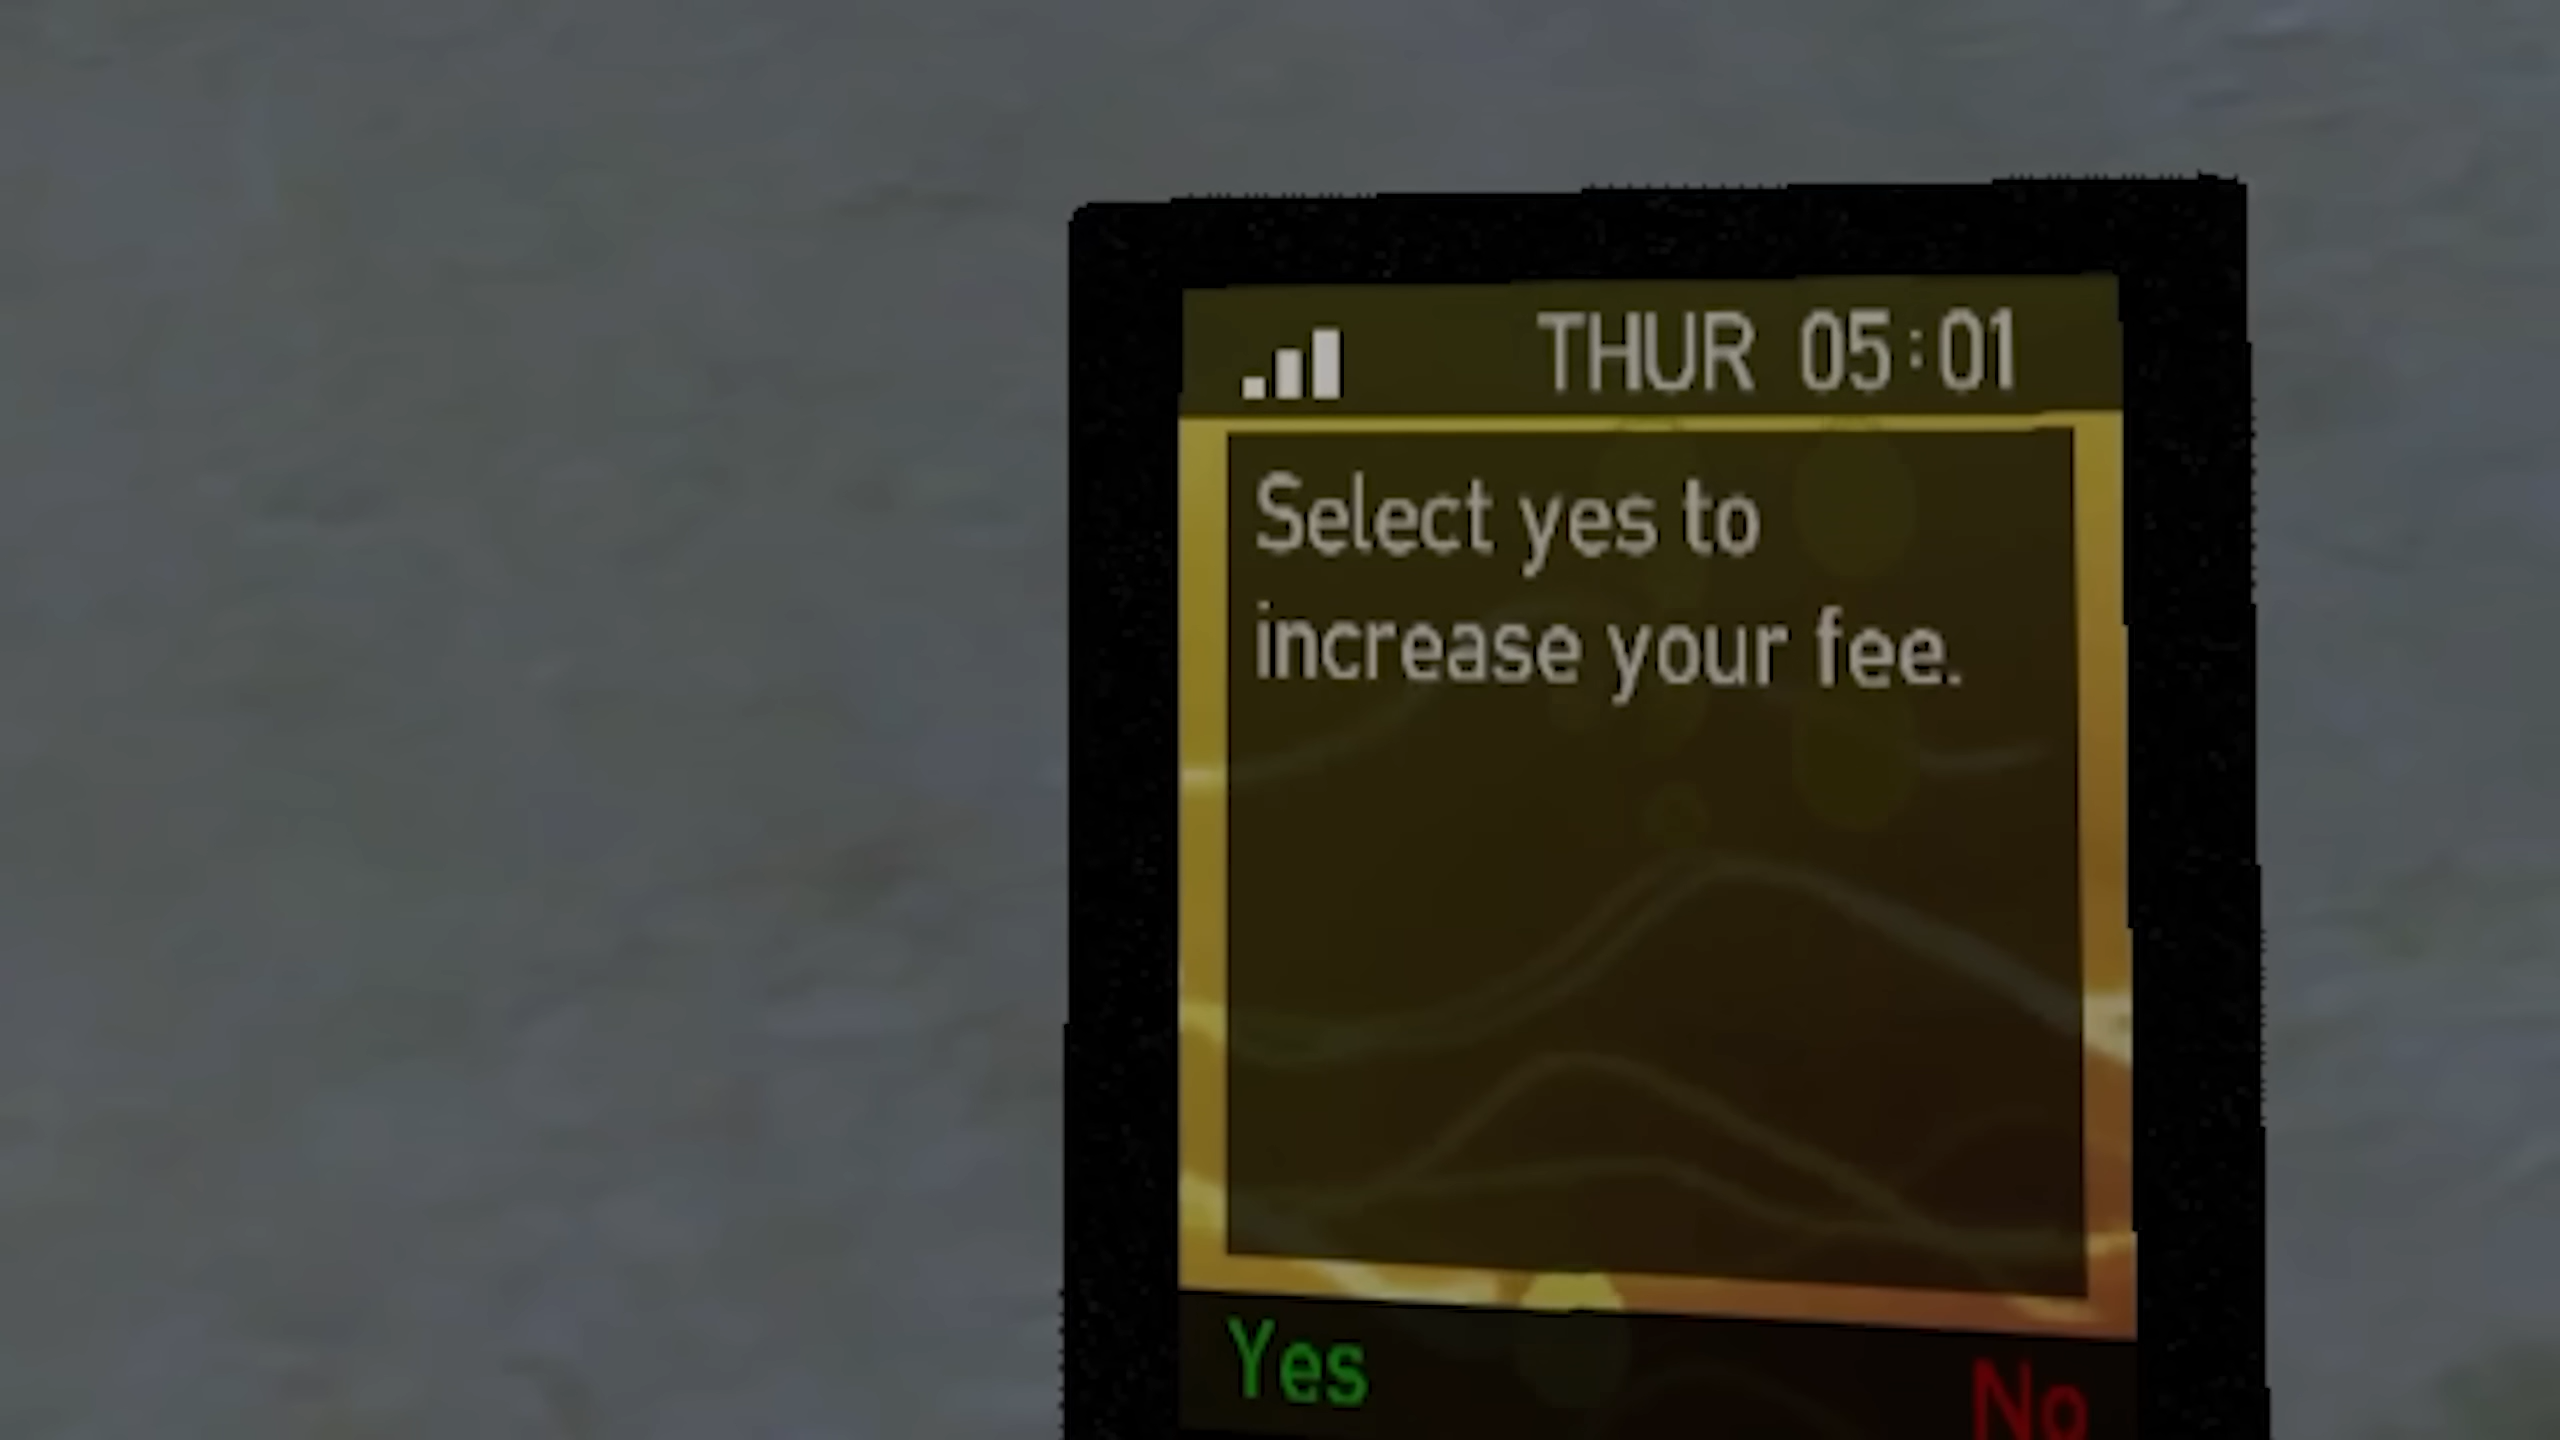 THUR 05:01
Select yes to
increase your fee.
Yes
No